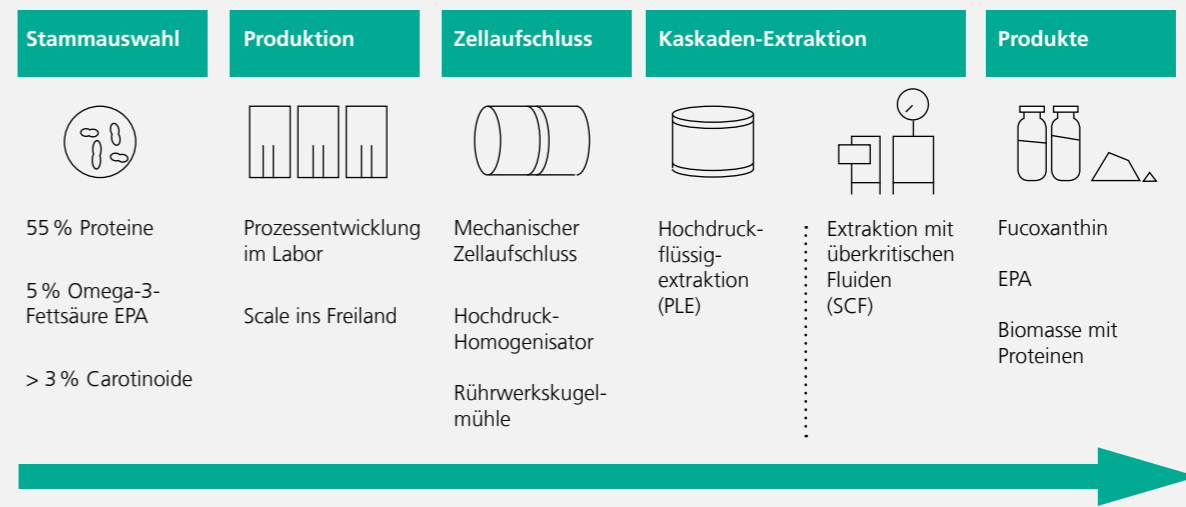 Stammauswahl
Produktion
Zellaufschluss
Kaskaden-Extraktion
Produkte
55 % Proteine
5 % Omega-3-
Fettsäure EPA
> 3 % Carotinoide
Prozessentwicklung
im Labor
Scale ins Freiland
Mechanischer
Zellaufschluss
Hochdruck-
Homogenisator
Rührwerkskugel-
mühle
Hochdruck-
flüssig-
extraktion
(PLE)
Extraktion mit
überkritischen
Fluiden
(SCF)
Fucoxanthin
EPA
Biomasse mit
Proteinen